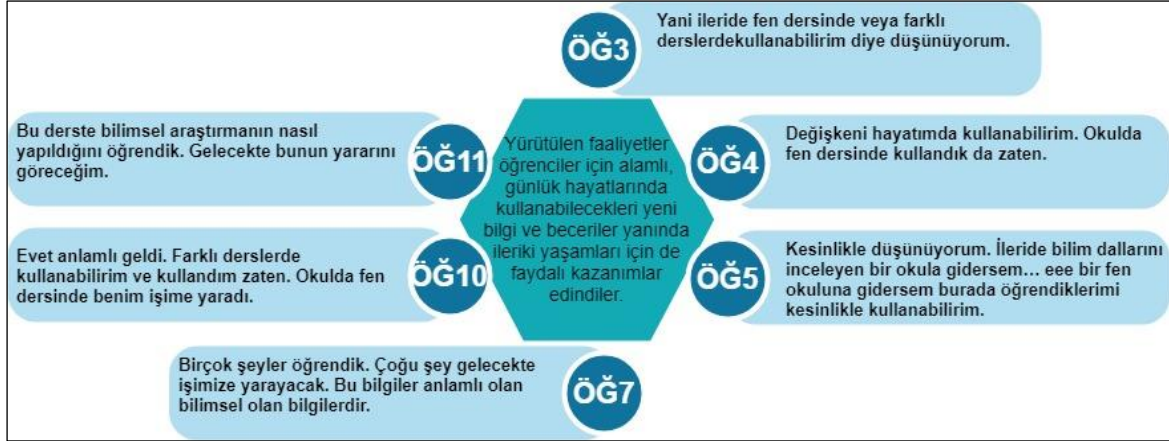 ÖĞ3
Yani ileride fen dersinde veya farklı
derslerdekullanabilirim diye düşünüyorum.
Bu derste bilimsel araştırmanın nasıl
yapıldığını öğrendik. Gelecekte bunun yararını
göreceğim.
ÖĞ11
Yürütülen faaliyetler
öğrenciler için alamlı,
günlük hayatlarında
kullanabilecekleri yeni
bilgi ve beceriler yanında
ileriki yaşamları için de
faydalı kazanımlar
edindiler.
ÖĞ4
Değişkeni hayatımda kullanabilirim. Okulda
fen dersinde kullandık da zaten.
Evet anlamlı geldi. Farklı derslerde
kullanabilirim ve kullandım zaten. Okulda fen
dersinde benim işime yaradı.
ÖĞ10
ÖĞ5
Kesinlikle düşünüyorum. İleride bilim dallarını
inceleyen bir okula gidersem… eee bir fen
okuluna gidersem burada öğrendiklerimi
kesinlikle kullanabilirim.
Birçok şeyler öğrendik. Çoğu şey gelecekte
işimize yarayacak. Bu bilgiler anlamlı olan
bilimsel olan bilgilerdir.
ÖĞ7